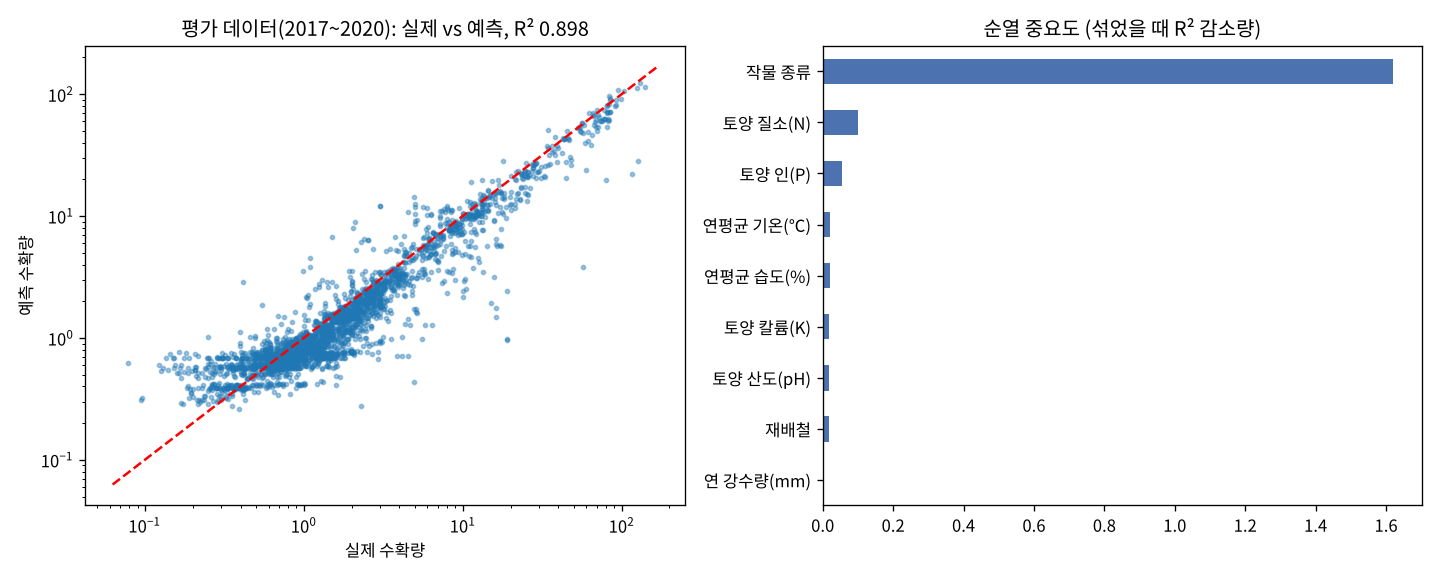 평가 데이터(2017~2020): 실제 vs 예측, R² 0.898
예측 수확량
10²
10¹
10⁰
10⁻¹
10⁻¹
10⁰
10¹
10²
실제 수확량
순열 중요도 (섞었을 때 R² 감소량)
작물 종류
토양 질소(N)
토양 인(P)
연평균 기온(℃)
연평균 습도(%)
토양 칼륨(K)
토양 산도(pH)
재배철
연 강수량(mm)
0.0
0.2
0.4
0.6
0.8
1.0
1.2
1.4
1.6